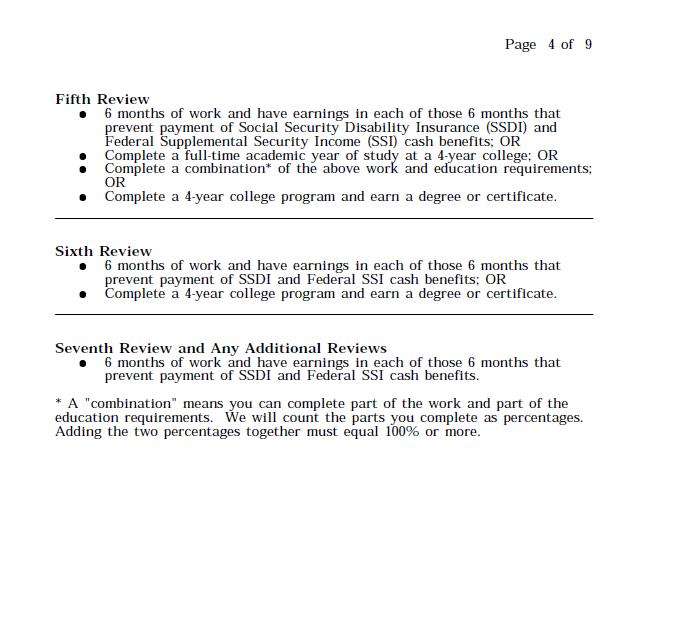 Page 4 of 9
Fifth Review
● 6 months of work and have earnings in each of those 6 months that
prevent payment of Social Security Disability Insurance (SSDI) and
Federal Supplemental Security Income (SSI) cash benefits; OR
● Complete a full-time academic year of study at a 4-year college; OR
● Complete a combination* of the above work and education requirements;
OR
● Complete a 4-year college program and earn a degree or certificate.
Sixth Review
● 6 months of work and have earnings in each of those 6 months that
prevent payment of SSDI and Federal SSI cash benefits; OR
● Complete a 4-year college program and earn a degree or certificate.
Seventh Review and Any Additional Reviews
● 6 months of work and have earnings in each of those 6 months that
prevent payment of SSDI and Federal SSI cash benefits.
* A "combination" means you can complete part of the work and part of the
education requirements. We will count the parts you complete as percentages.
Adding the two percentages together must equal 100% or more.